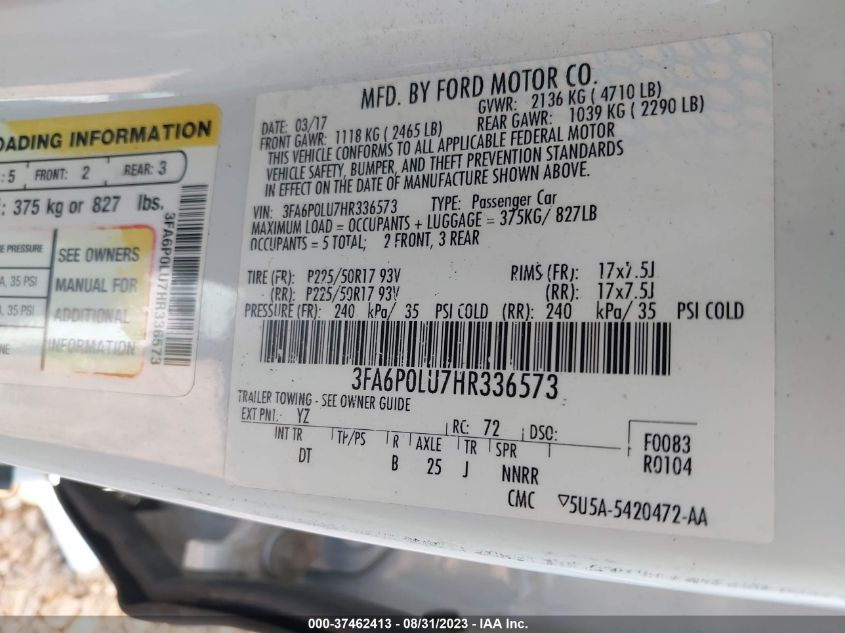 OADING INFORMATION
: 5 FRONT: 2 REAR: 3
: 375 kg or 827 lbs.
E PRESSURE
A, 35 PSI
A, 35 PSI
NE
SEE OWNERS
MANUAL FOR
ADDITIONAL
INFORMATION
3FA6P0LU7HR336573
MFD. BY FORD MOTOR CO.
DATE: 03/17 GVWR: 2136 KG ( 4710 LB)
FRONT GAWR: 1118 KG ( 2465 LB) REAR GAWR: 1039 KG ( 2290 LB)
THIS VEHICLE CONFORMS TO ALL APPLICABLE FEDERAL MOTOR
VEHICLE SAFETY, BUMPER, AND THEFT PREVENTION STANDARDS
IN EFFECT ON THE DATE OF MANUFACTURE SHOWN ABOVE.
VIN: 3FA6P0LU7HR336573 TYPE: Passenger Car
MAXIMUM LOAD = OCCUPANTS + LUGGAGE = 375KG/ 827LB
OCCUPANTS = 5 TOTAL; 2 FRONT, 3 REAR
TIRE (FR): P225/50R17 93V RIMS (FR): 17x7.5J
(RR): P225/50R17 93V (RR): 17x7.5J
PRESSURE (FR): 240 kPa/ 35 PSI COLD (RR): 240 kPa/ 35 PSI COLD
3FA6P0LU7HR336573
TRAILER TOWING - SEE OWNER GUIDE
EXT PNT: YZ RC: 72 DSO: F0083
INT TR TP/PS R AXLE TR SPR R0104
DT B 25 J NNRR
CMC ▽5U5A-5420472-AA
000-37462413 - 08/31/2023 - IAA Inc.